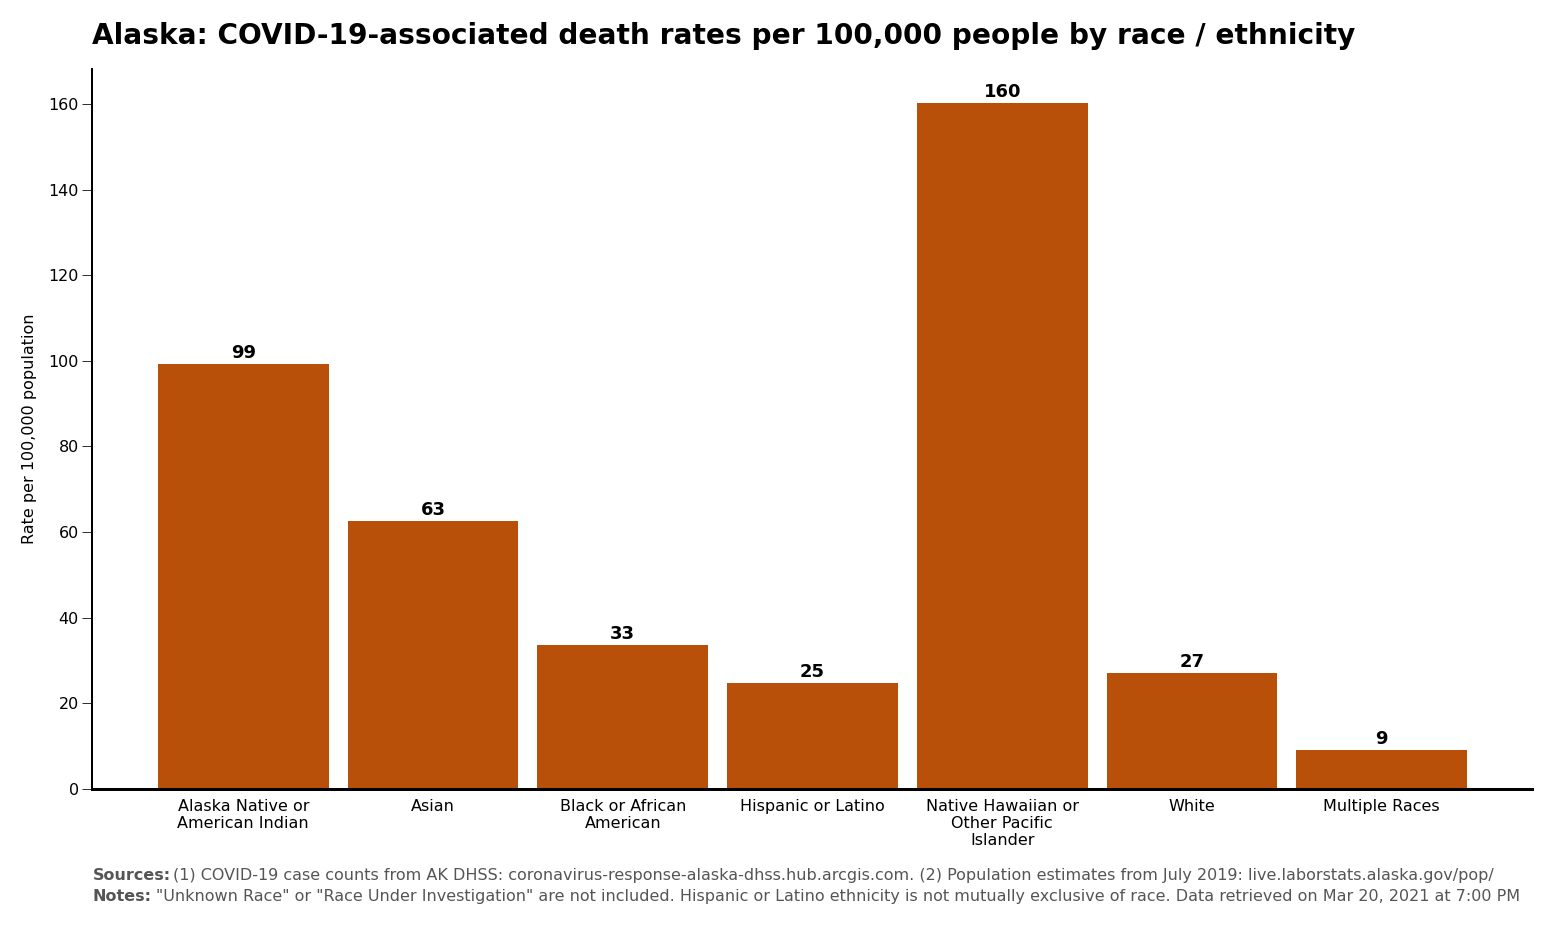 Alaska: COVID-19-associated death rates per 100,000 people by race / ethnicity
Rate per 100,000 population
160
140
120
100
80
60
40
20
0
99
63
33
25
160
27
9
Alaska Native or
American Indian
Asian
Black or African
American
Hispanic or Latino
Native Hawaiian or
Other Pacific
Islander
White
Multiple Races
Sources: (1) COVID-19 case counts from AK DHSS: coronavirus-response-alaska-dhss.hub.arcgis.com. (2) Population estimates from July 2019: live.laborstats.alaska.gov/pop/
Notes: "Unknown Race" or "Race Under Investigation" are not included. Hispanic or Latino ethnicity is not mutually exclusive of race. Data retrieved on Mar 20, 2021 at 7:00 PM